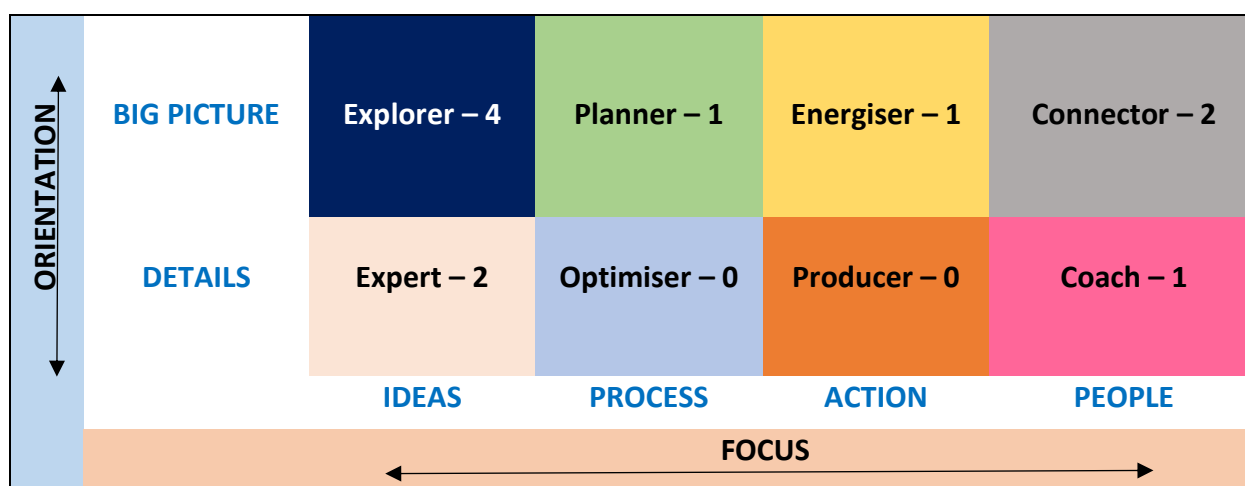 ORIENTATION
BIG PICTURE
Explorer – 4
Planner – 1
Energiser – 1
Connector – 2
DETAILS
Expert – 2
Optimiser – 0
Producer – 0
Coach – 1
IDEAS
PROCESS
ACTION
PEOPLE
FOCUS